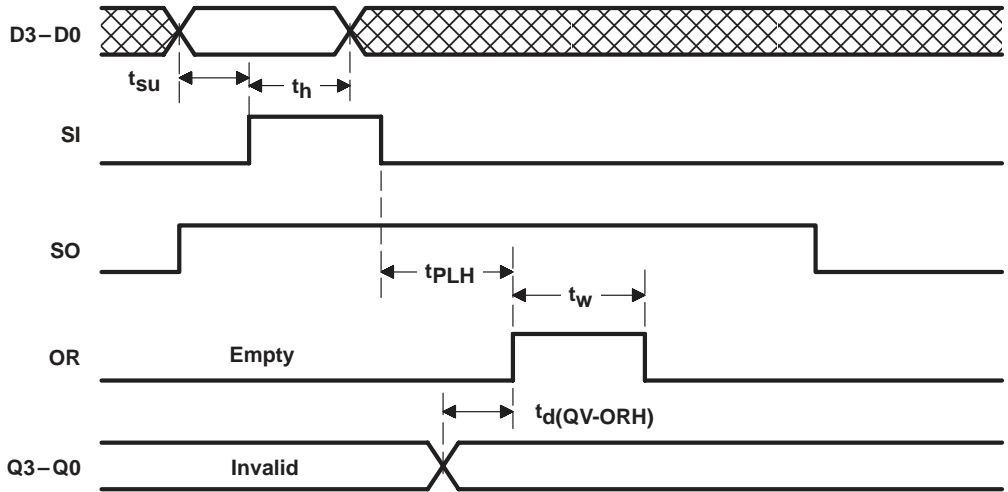 D3–D0
tsu
th
SI
SO
tPLH
tw
OR
Empty
td(QV-ORH)
Q3–Q0
Invalid